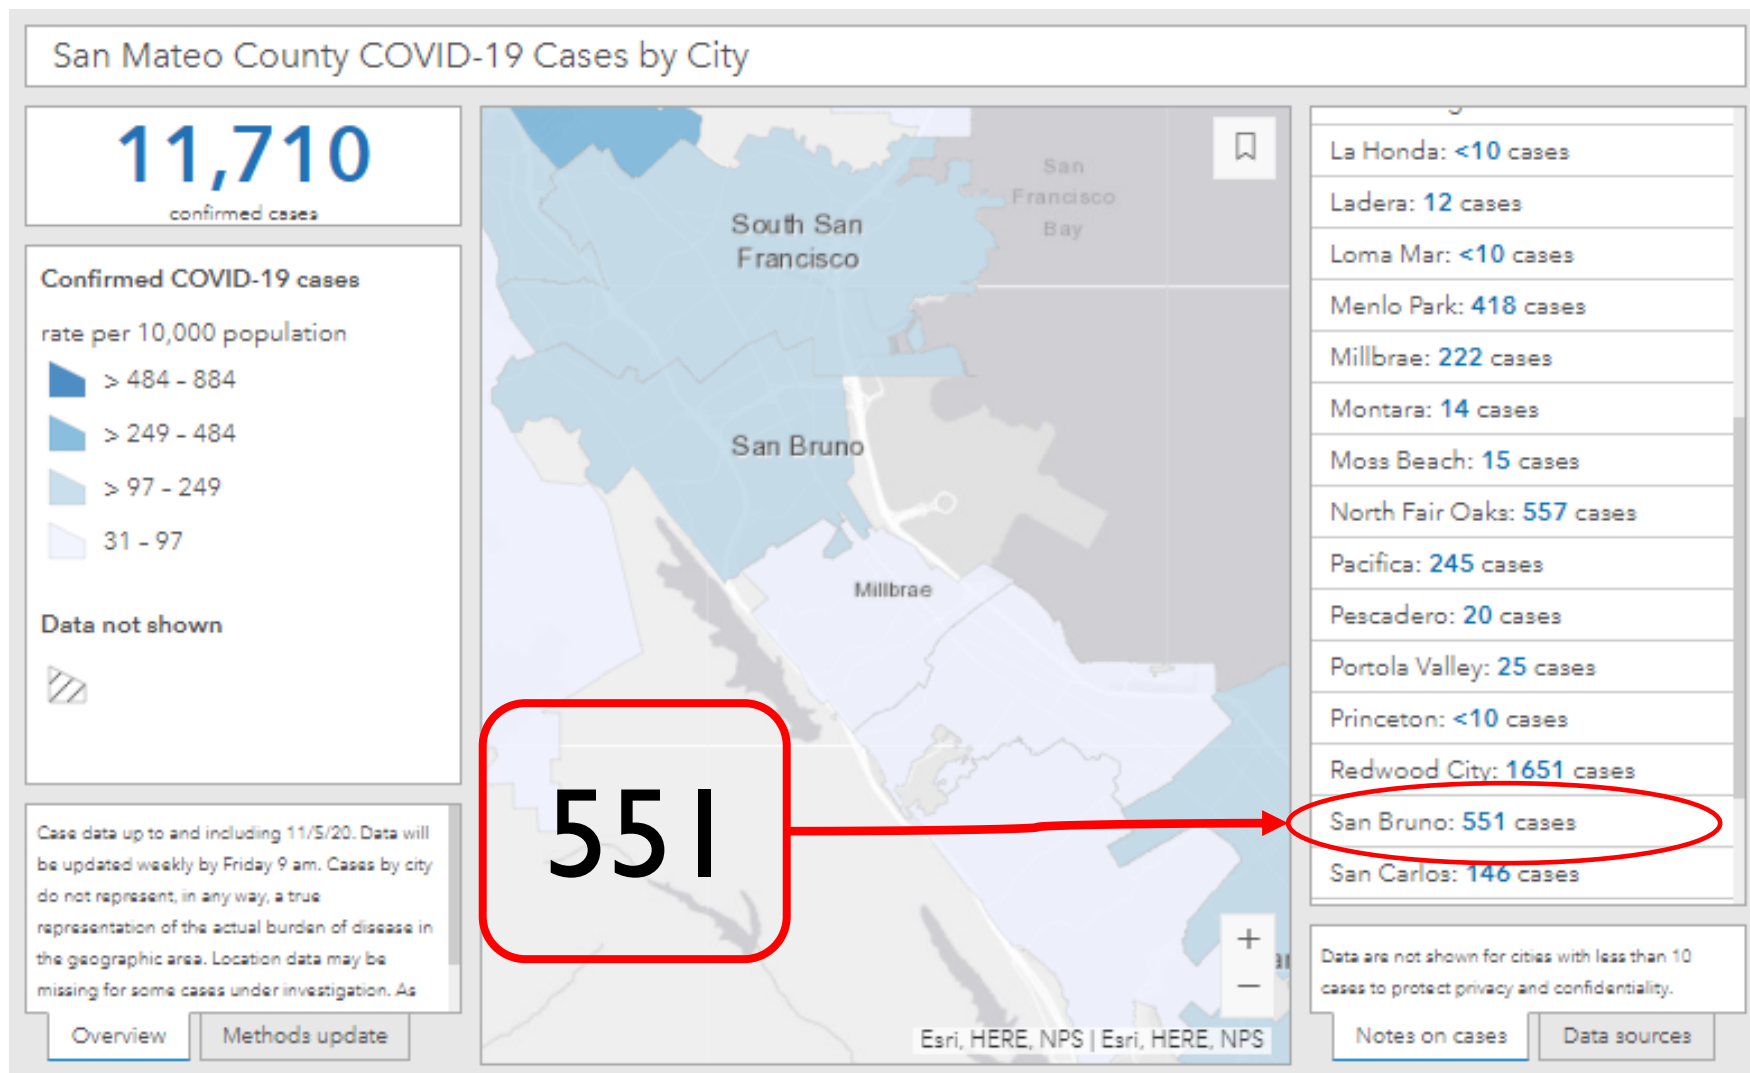 San Mateo County COVID-19 Cases by City
11,710
confirmed cases
Confirmed COVID-19 cases
rate per 10,000 population
> 484 - 884
> 249 - 484
> 97 - 249
31 - 97
Data not shown
Case data up to and including 11/5/20. Data will
be updated weekly by Friday 9 am. Cases by city
do not represent, in any way, a true
representation of the actual burden of disease in
the geographic area. Location data may be
missing for some cases under investigation. As
Overview
Methods update
San
Francisco
Bay
South San
Francisco
San Bruno
Millbrae
551
+
−
Esri, HERE, NPS | Esri, HERE, NPS
La Honda: <10 cases
Ladera: 12 cases
Loma Mar: <10 cases
Menlo Park: 418 cases
Millbrae: 222 cases
Montara: 14 cases
Moss Beach: 15 cases
North Fair Oaks: 557 cases
Pacifica: 245 cases
Pescadero: 20 cases
Portola Valley: 25 cases
Princeton: <10 cases
Redwood City: 1651 cases
San Bruno: 551 cases
San Carlos: 146 cases
Data are not shown for cities with less than 10
cases to protect privacy and confidentiality.
Notes on cases
Data sources